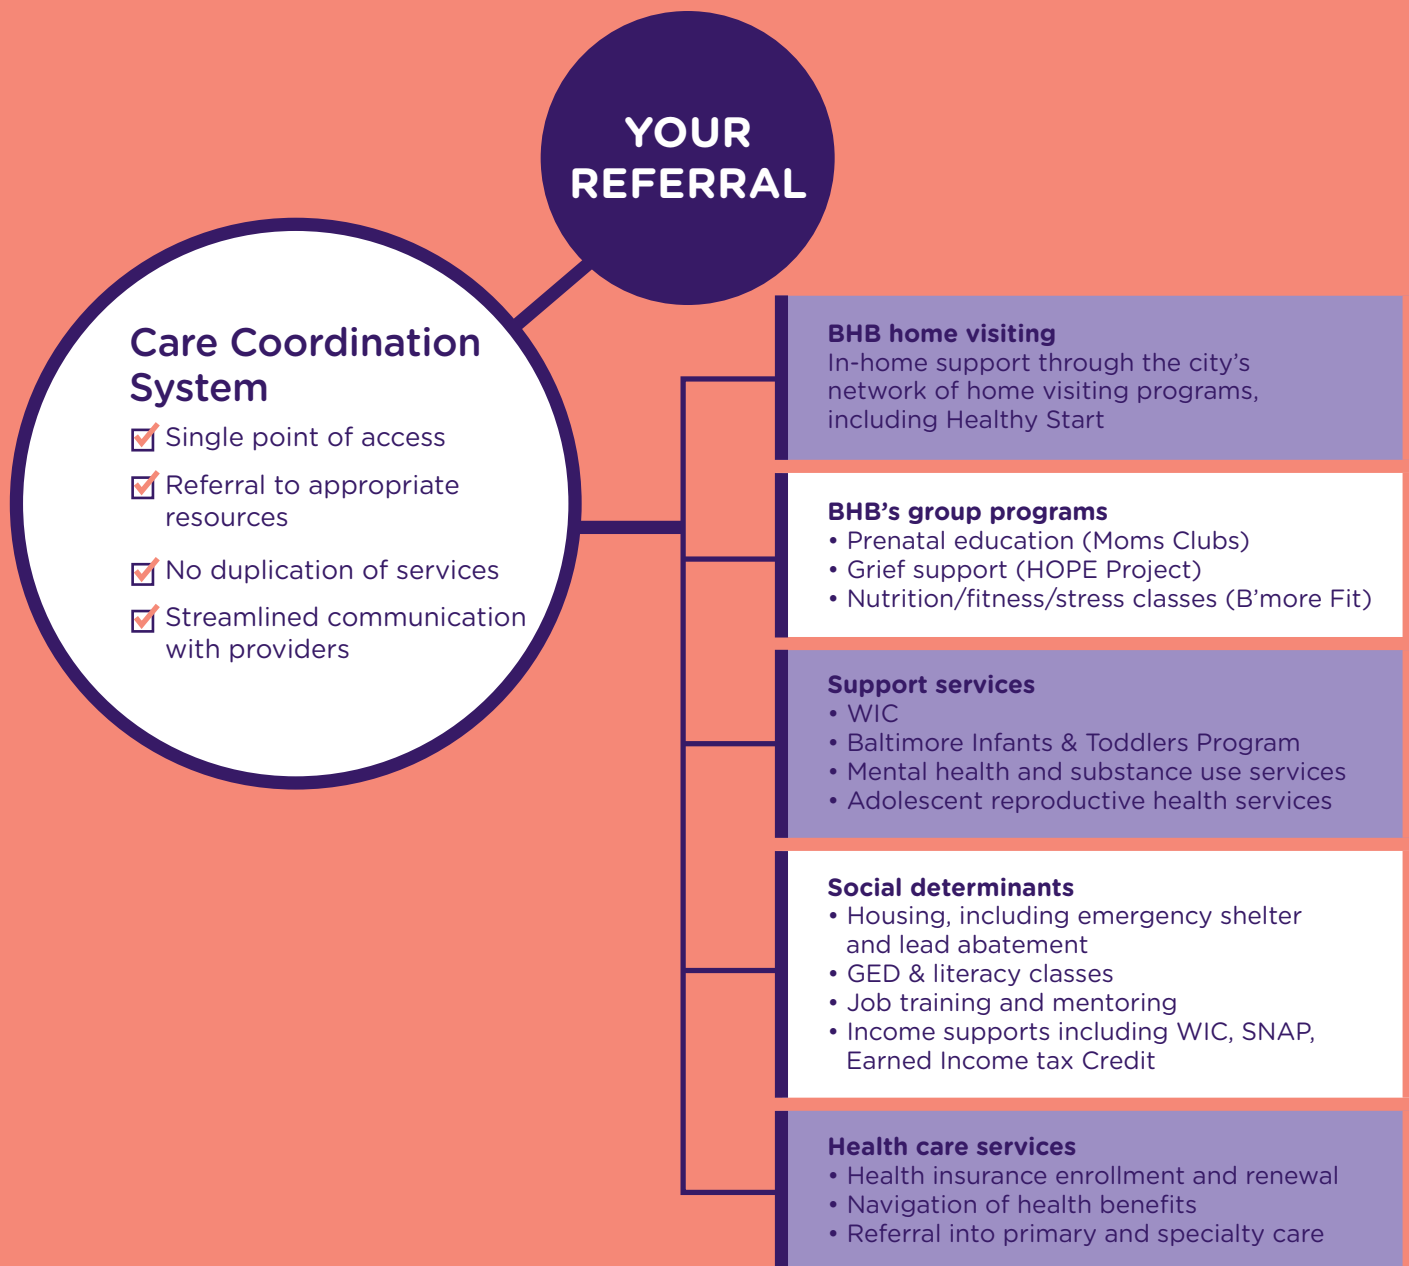 YOUR
REFERRAL
Care Coordination
System
Single point of access
Referral to appropriate
resources
No duplication of services
Streamlined communication
with providers
BHB home visiting
In-home support through the city’s
network of home visiting programs,
including Healthy Start
BHB’s group programs
• Prenatal education (Moms Clubs)
• Grief support (HOPE Project)
• Nutrition/fitness/stress classes (B’more Fit)
Support services
• WIC
• Baltimore Infants & Toddlers Program
• Mental health and substance use services
• Adolescent reproductive health services
Social determinants
• Housing, including emergency shelter
and lead abatement
• GED & literacy classes
• Job training and mentoring
• Income supports including WIC, SNAP,
Earned Income tax Credit
Health care services
• Health insurance enrollment and renewal
• Navigation of health benefits
• Referral into primary and specialty care